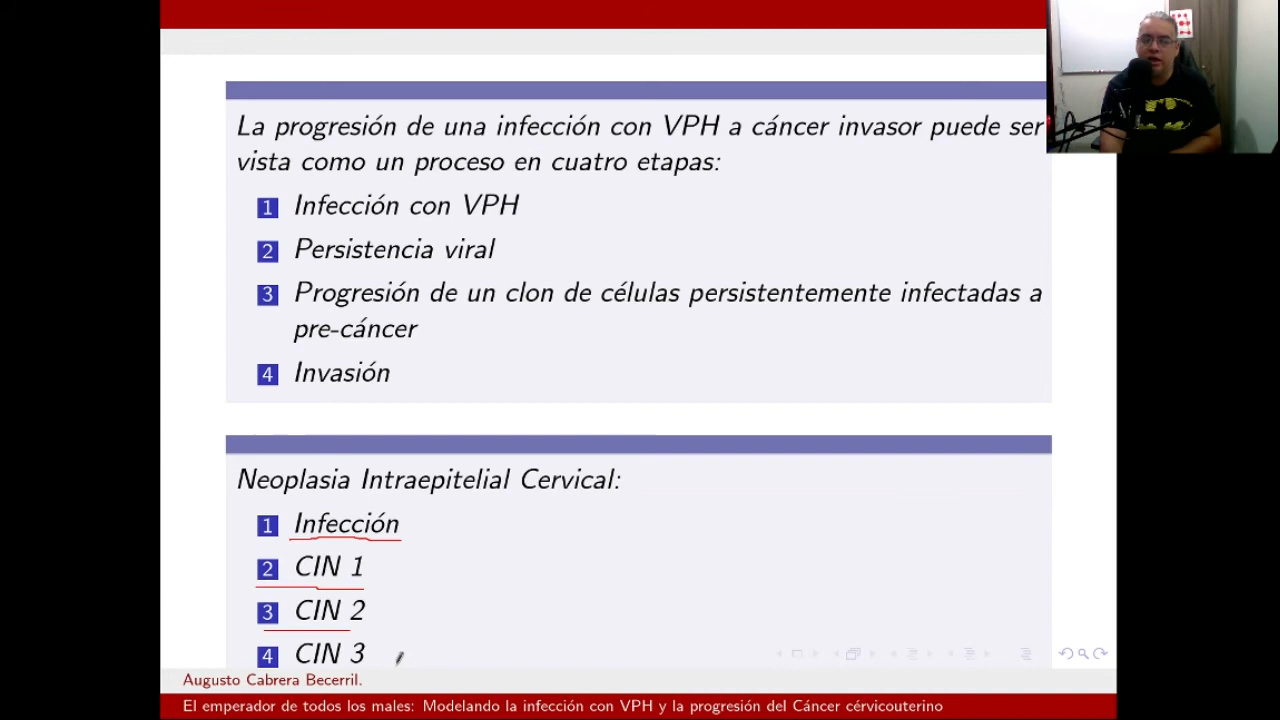 La progresión de una infección con VPH a cáncer invasor puede ser
vista como un proceso en cuatro etapas:
1 Infección con VPH
2 Persistencia viral
3 Progresión de un clon de células persistentemente infectadas a
pre-cáncer
4 Invasión
Neoplasia Intraepitelial Cervical:
1 Infección
2 CIN 1
3 CIN 2
4 CIN 3
Augusto Cabrera Becerril.
El emperador de todos los males: Modelando la infección con VPH y la progresión del Cáncer cérvicouterino